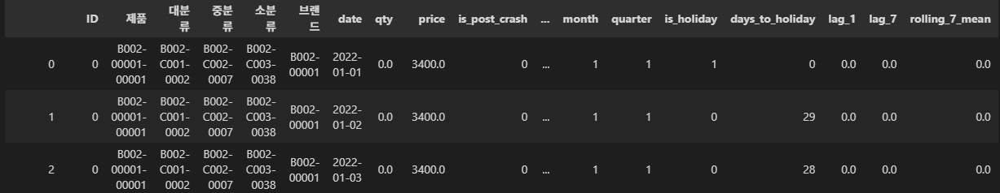 ID 제품 대분류 중분류 소분류 브랜드 date qty price is_post_crash ... month quarter is_holiday days_to_holiday lag_1 lag_7 rolling_7_mean
0 0 B002-00001-00001 B002-C001-0002 B002-C002-0007 B002-C003-0038 B002-00001 2022-01-01 0.0 3400.0 0 ... 1 1 1 0 0.0 0.0 0.0
1 0 B002-00001-00001 B002-C001-0002 B002-C002-0007 B002-C003-0038 B002-00001 2022-01-02 0.0 3400.0 0 ... 1 1 0 29 0.0 0.0 0.0
2 0 B002-00001-00001 B002-C001-0002 B002-C002-0007 B002-C003-0038 B002-00001 2022-01-03 0.0 3400.0 0 ... 1 1 0 28 0.0 0.0 0.0